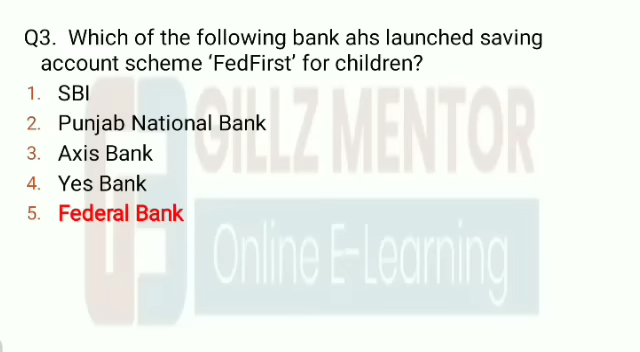 Q3. Which of the following bank ahs launched saving
account scheme ‘FedFirst’ for children?
1. SBI
2. Punjab National Bank
3. Axis Bank
4. Yes Bank
5. Federal Bank
GILLZ MENTOR
Online E-Learning